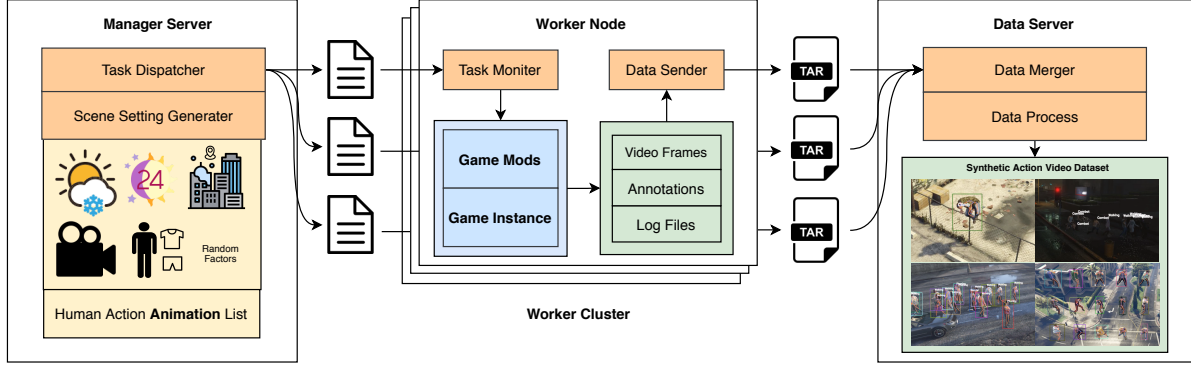 Manager Server
Task Dispatcher
Scene Setting Generater
24
Random
Factors
Human Action Animation List
Worker Node
Task Moniter
Data Sender
Game Mods
Game Instance
Video Frames
Annotations
Log Files
Worker Cluster
TAR
TAR
TAR
Data Server
Data Merger
Data Process
Synthetic Action Video Dataset